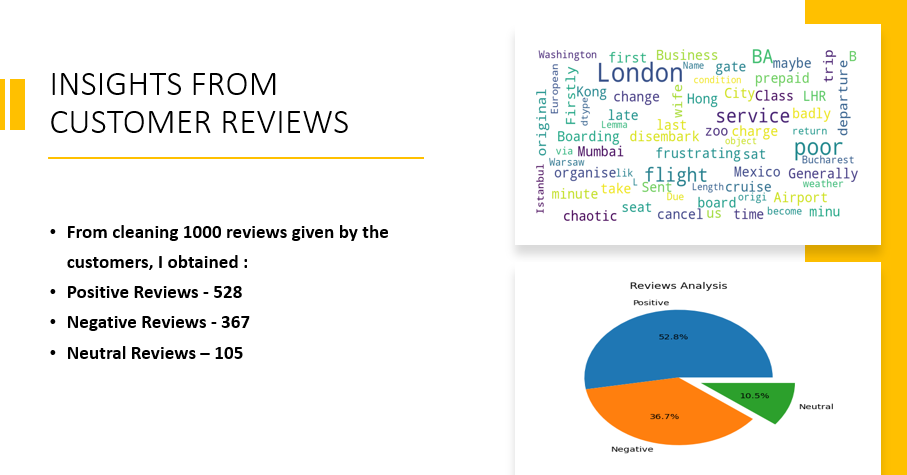 INSIGHTS FROM
CUSTOMER REVIEWS
• From cleaning 1000 reviews given by the
customers, I obtained :
• Positive Reviews - 528
• Negative Reviews - 367
• Neutral Reviews – 105
Washington first Business BA maybe trip B
European Firstly London Name gate condition prepaid departure
original Kong dtype change wife Hong City Class LHR
late Lemma last service badly
Boarding disembark zoo charge return
object poor
via Mumbai frustrating sat Bucharest
Warsaw organise lik flight Mexico Generally
Istanbul minute take L Sent Length cruise weather
Due board origi Airport
chaotic seat cancel us time become minu
Reviews Analysis
Positive
52.8%
10.5%
Neutral
36.7%
Negative